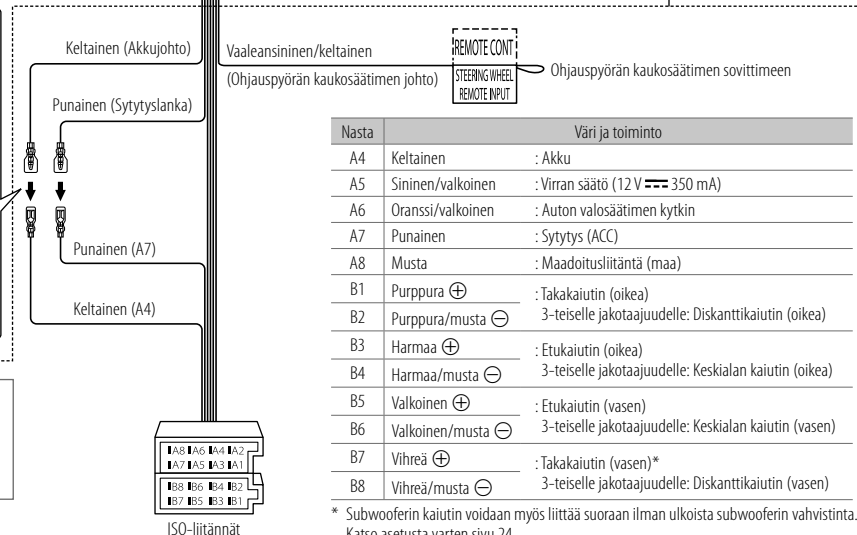 Keltainen (Akkujohto)
Vaaleansininen/keltainen
(Ohjauspyörän kaukosäätimen johto)
REMOTE CONT
STEERING WHEEL
REMOTE INPUT
Ohjauspyörän kaukosäätimen sovittimeen
Punainen (Sytytyslanka)
Punainen (A7)
Keltainen (A4)
A8 A6 A4 A2
A7 A5 A3 A1
B8 B6 B4 B2
B7 B5 B3 B1
ISO-liitännät
Nasta Väri ja toiminto
A4 Keltainen : Akku
A5 Sininen/valkoinen : Virran säätö (12 V ⎓ 350 mA)
A6 Oranssi/valkoinen : Auton valosäätimen kytkin
A7 Punainen : Sytytys (ACC)
A8 Musta : Maadoitusliitäntä (maa)
B1 Purppura ⊕ : Takakaiutin (oikea)
B2 Purppura/musta ⊖ 3-teiselle jakotaajuudelle: Diskanttikaiutin (oikea)
B3 Harmaa ⊕ : Etukaiutin (oikea)
B4 Harmaa/musta ⊖ 3-teiselle jakotaajuudelle: Keskialan kaiutin (oikea)
B5 Valkoinen ⊕ : Etukaiutin (vasen)
B6 Valkoinen/musta ⊖ 3-teiselle jakotaajuudelle: Keskialan kaiutin (vasen)
B7 Vihreä ⊕ : Takakaiutin (vasen)*
B8 Vihreä/musta ⊖ 3-teiselle jakotaajuudelle: Diskanttikaiutin (vasen)
* Subwooferin kaiutin voidaan myös liittää suoraan ilman ulkoista subwooferin vahvistinta.
Katso asetusta varten sivu 24.